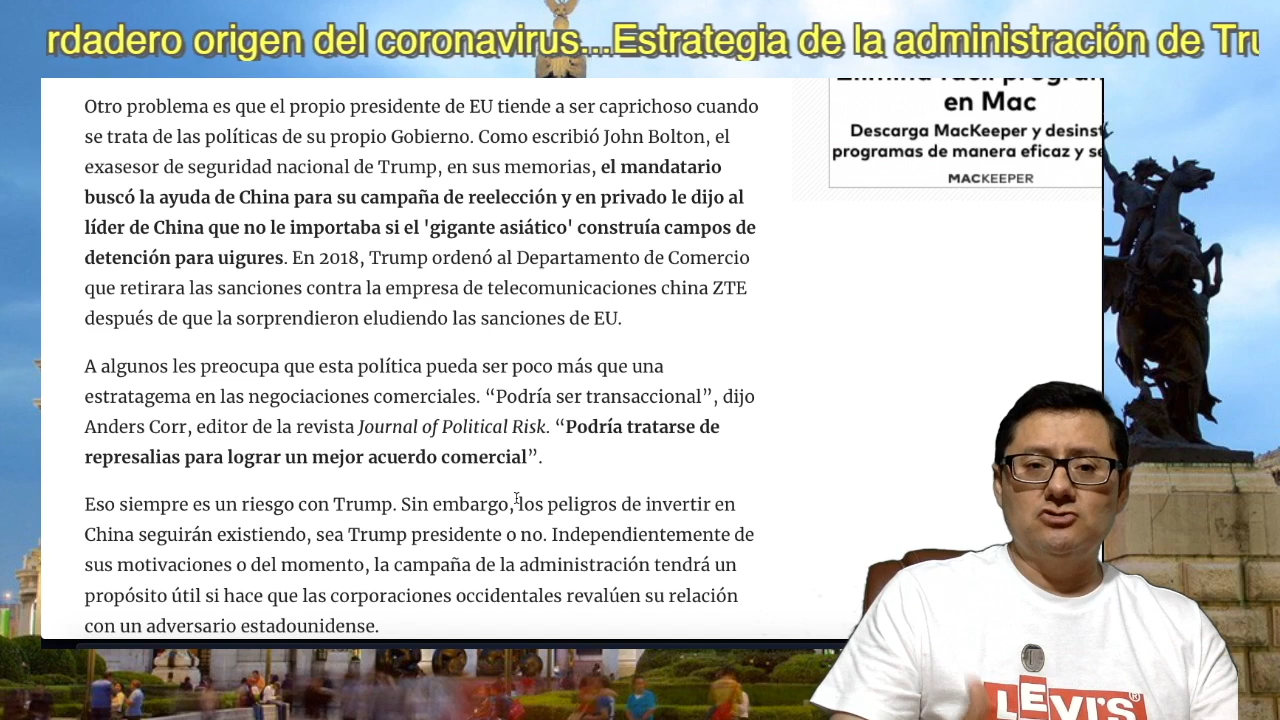 rdadero origen del coronavirus...Estrategia de la administración de Tru
en Mac
Descarga MacKeeper y desinst
programas de manera eficaz y se
MACKEEPER
Otro problema es que el propio presidente de EU tiende a ser caprichoso cuando
se trata de las políticas de su propio Gobierno. Como escribió John Bolton, el
exasesor de seguridad nacional de Trump, en sus memorias, el mandatario
buscó la ayuda de China para su campaña de reelección y en privado le dijo al
líder de China que no le importaba si el 'gigante asiático' construía campos de
detención para uigures. En 2018, Trump ordenó al Departamento de Comercio
que retirara las sanciones contra la empresa de telecomunicaciones china ZTE
después de que la sorprendieron eludiendo las sanciones de EU.
A algunos les preocupa que esta política pueda ser poco más que una
estratagema en las negociaciones comerciales. “Podría ser transaccional”, dijo
Anders Corr, editor de la revista Journal of Political Risk. “Podría tratarse de
represalias para lograr un mejor acuerdo comercial”.
Eso siempre es un riesgo con Trump. Sin embargo, los peligros de invertir en
China seguirán existiendo, sea Trump presidente o no. Independientemente de
sus motivaciones o del momento, la campaña de la administración tendrá un
propósito útil si hace que las corporaciones occidentales revalúen su relación
con un adversario estadounidense.
LEVI'S